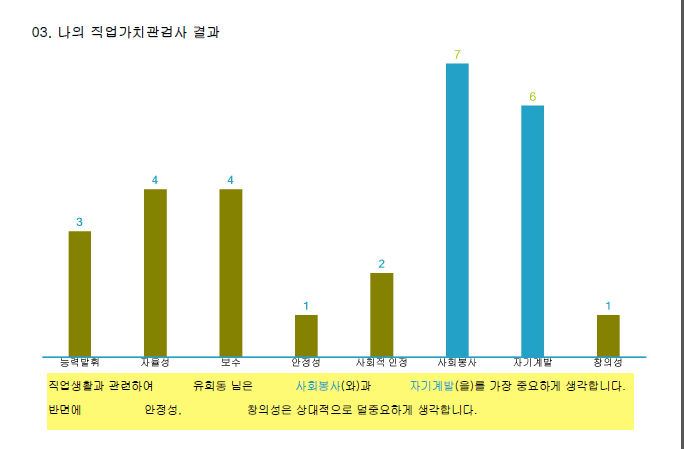 03. 나의 직업가치관검사 결과
7
6
4 4
3
2
1 1
능력발휘 자율성 보수 안정성 사회적 인정 사회봉사 자기계발 창의성
직업생활과 관련하여 유희동 님은 사회봉사(와)과 자기계발(을)를 가장 중요하게 생각합니다.
반면에 안정성, 창의성은 상대적으로 덜중요하게 생각합니다.